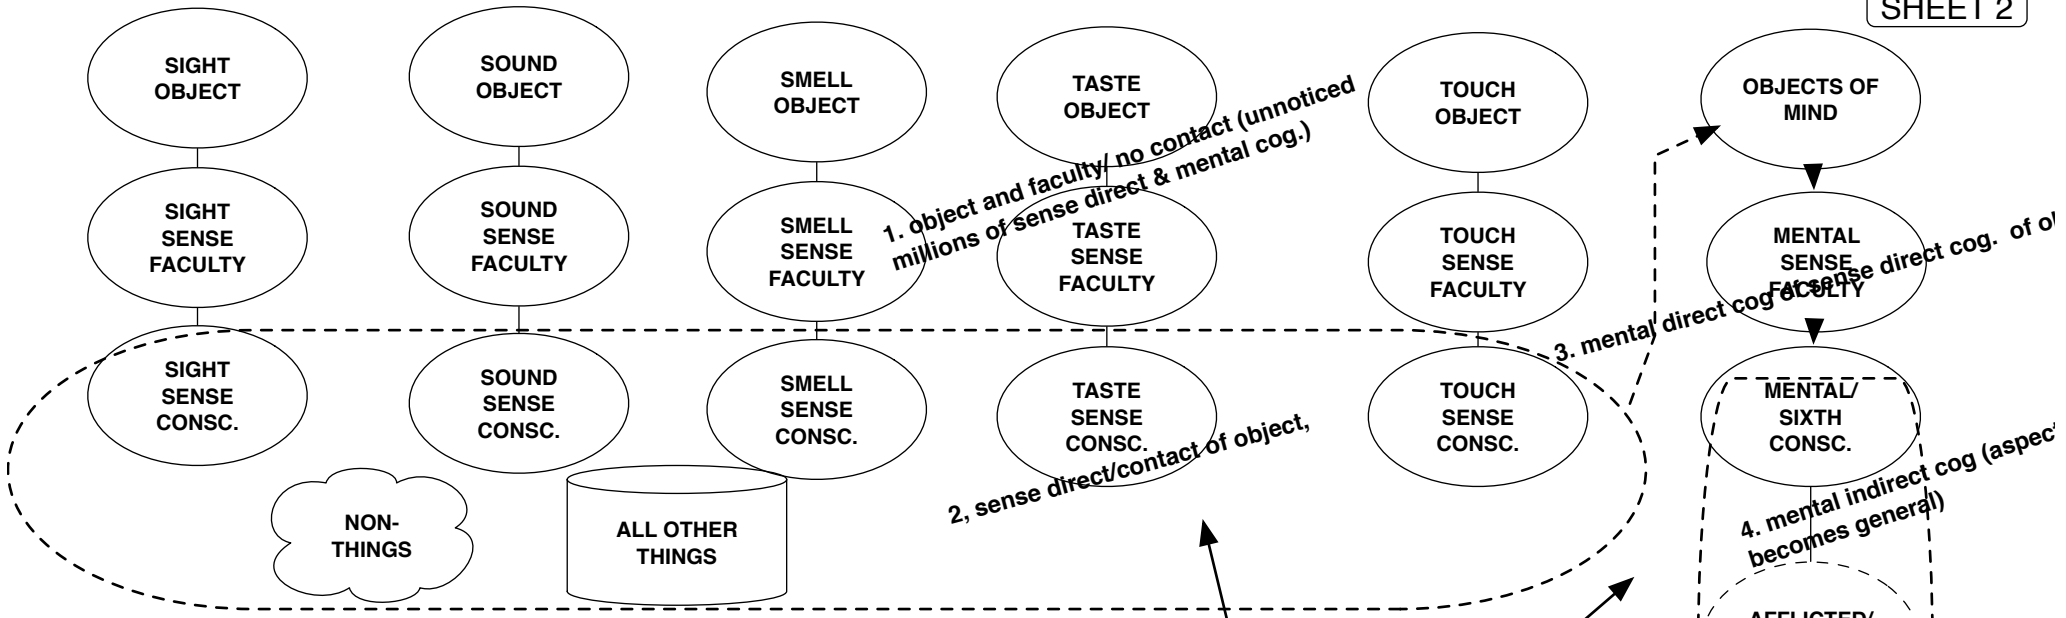 SHEET 2
SIGHT
OBJECT
SOUND
OBJECT
SMELL
OBJECT
TASTE
OBJECT
TOUCH
OBJECT
OBJECTS OF
MIND
1. object and faculty/ no contact (unnoticed
millions of sense direct & mental cog.)
SIGHT
SENSE
FACULTY
SOUND
SENSE
FACULTY
SMELL
SENSE
FACULTY
TASTE
SENSE
FACULTY
TOUCH
SENSE
FACULTY
MENTAL
SENSE
FACULTY
3. mental direct cog of sense direct cog. of
SIGHT
SENSE
CONSC.
SOUND
SENSE
CONSC.
SMELL
SENSE
CONSC.
TASTE
SENSE
CONSC.
TOUCH
SENSE
CONSC.
MENTAL/
SIXTH
CONSC.
2, sense direct/contact of object,
4. mental indirect cog (aspect
becomes general)
NON-
THINGS
ALL OTHER
THINGS
AFFLICTED/